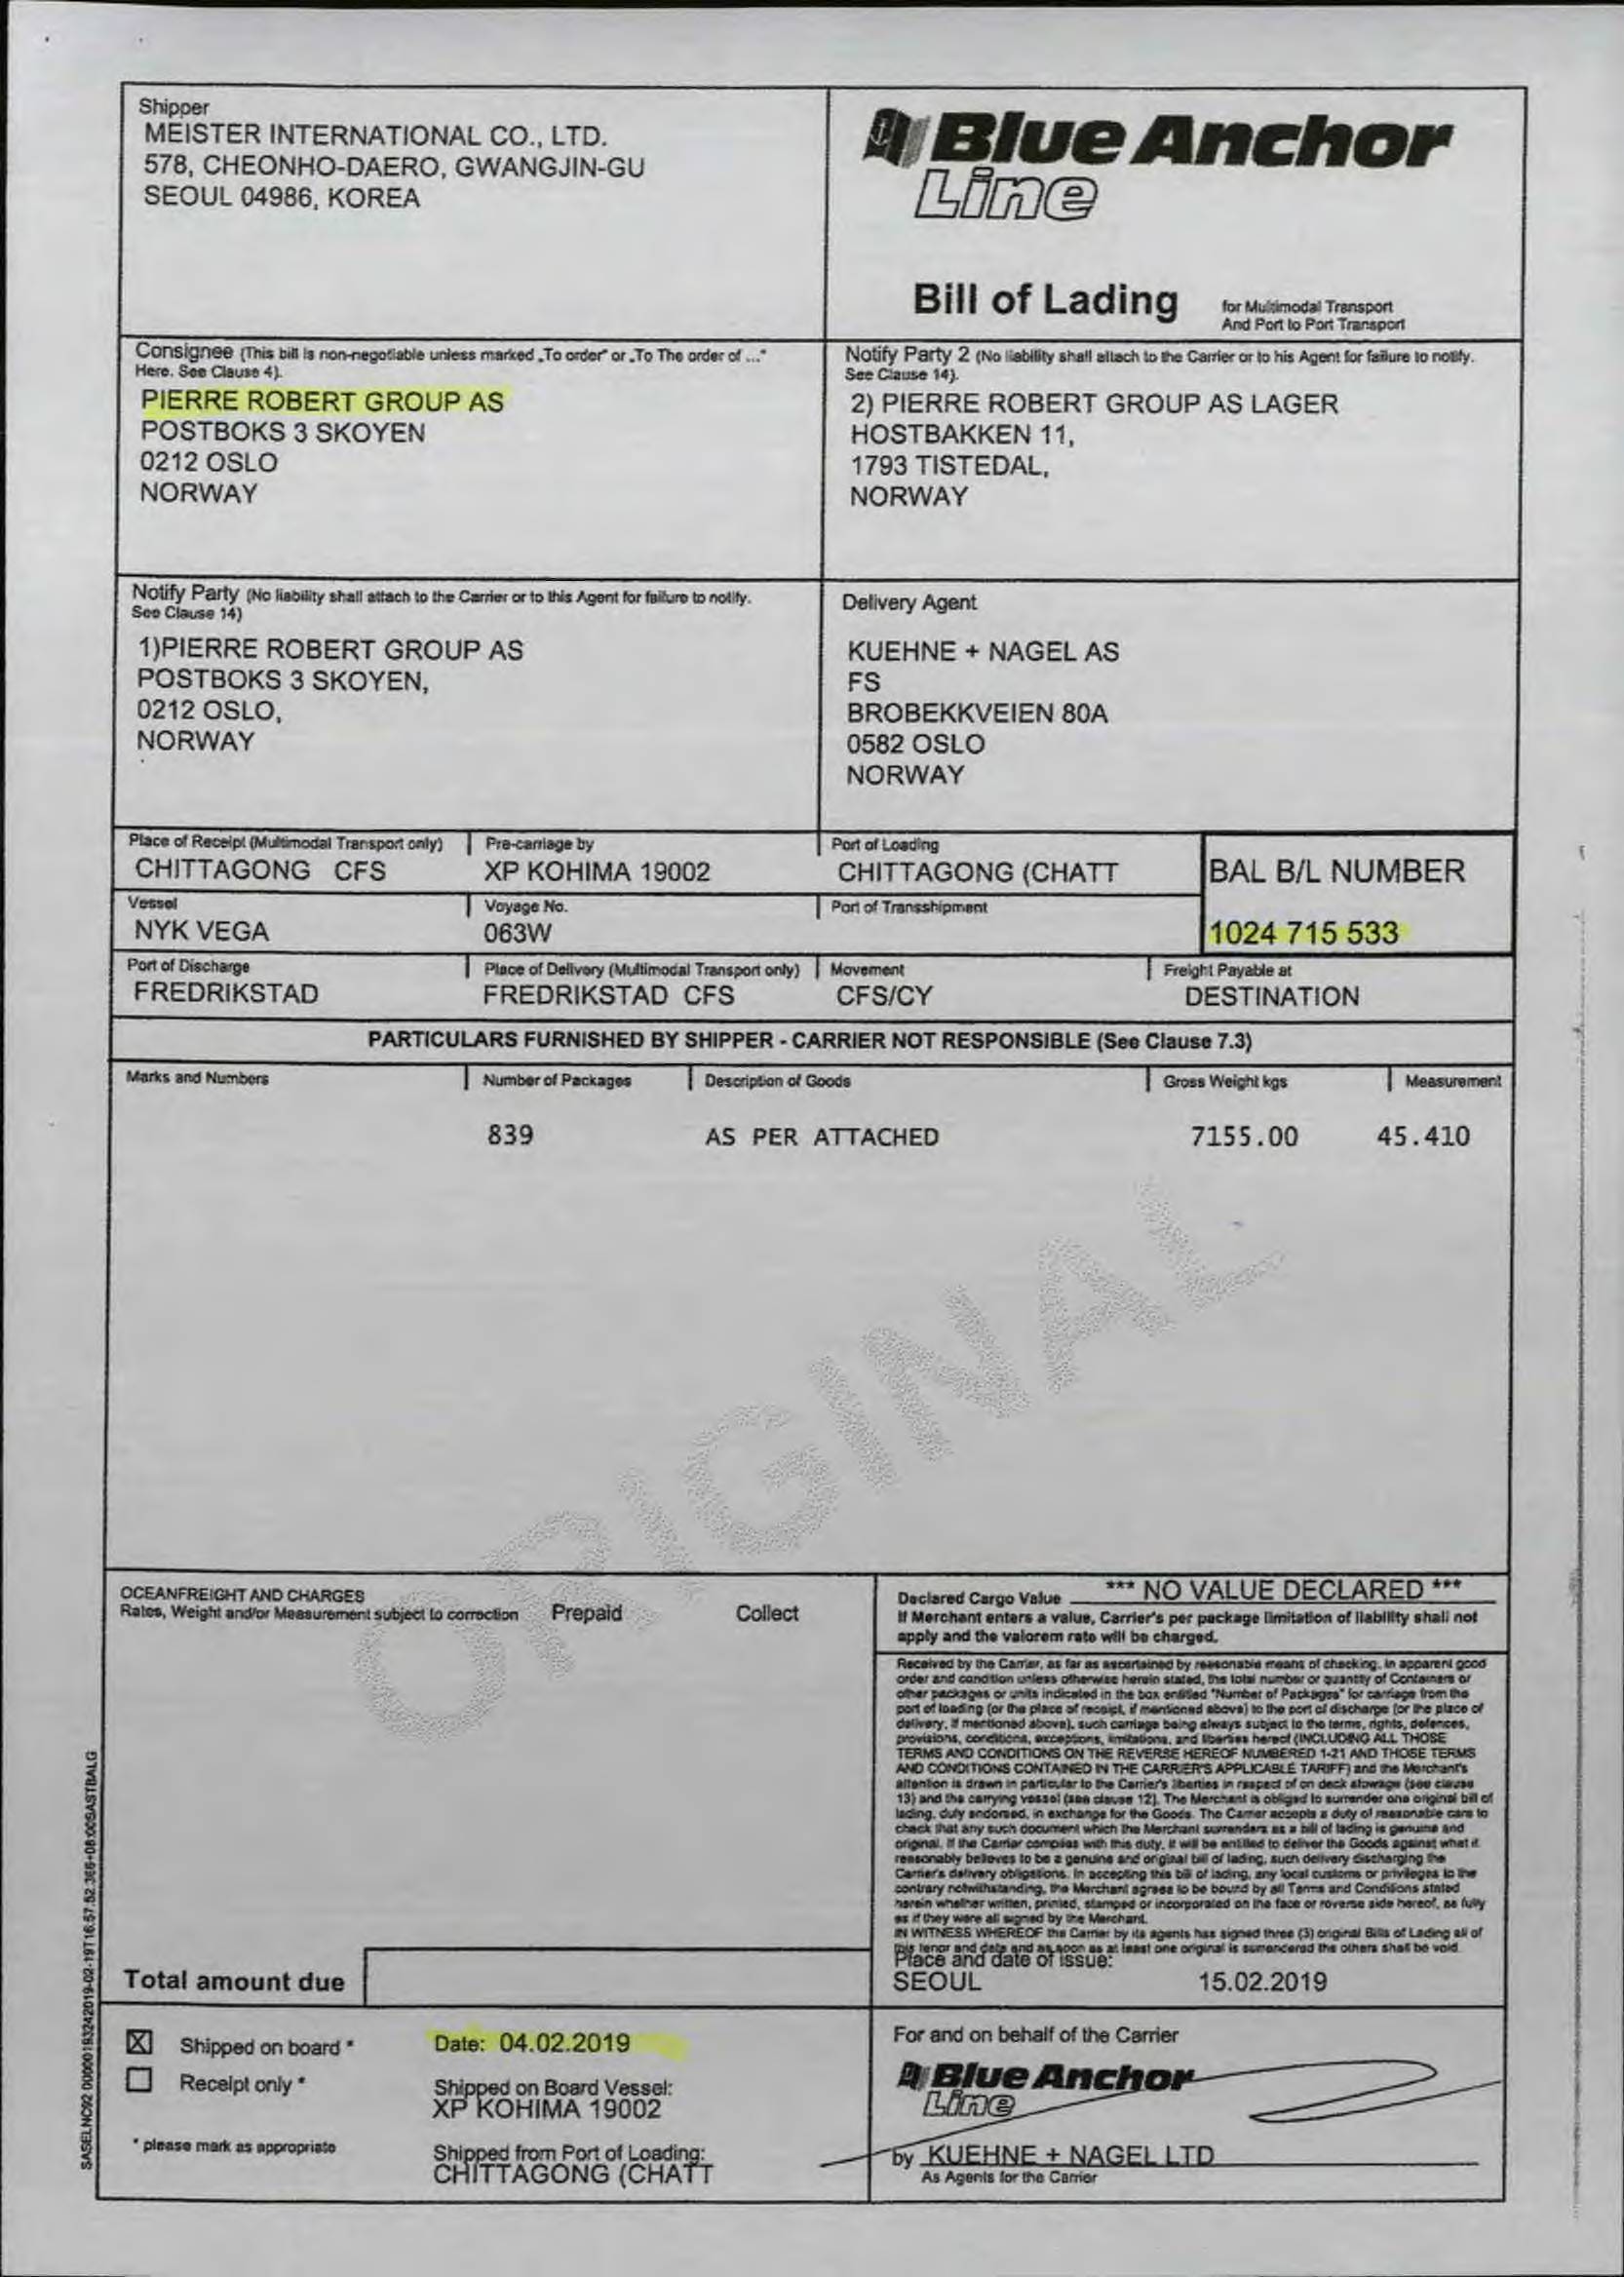 Shipper
MEISTER INTERNATIONAL CO., LTD.
578, CHEONHO-DAERO, GWANGJIN-GU
SEOUL 04986, KOREA
Blue Anchor
Line
Bill of Lading
for Multimodal Transport
And Port to Port Transport
Consignee (This bill is non-negotiable unless marked „To order" or „To The order of ..."
Here. See Clause 4).
PIERRE ROBERT GROUP AS
POSTBOKS 3 SKOYEN
0212 OSLO
NORWAY
Notify Party 2 (No liability shall attach to the Carrier or to his Agent for failure to notify.
See Clause 14).
2) PIERRE ROBERT GROUP AS LAGER
HOSTBAKKEN 11,
1793 TISTEDAL,
NORWAY
Notify Party (No liability shall attach to the Carrier or to this Agent for failure to notify.
See Clause 14)
1)PIERRE ROBERT GROUP AS
POSTBOKS 3 SKOYEN,
0212 OSLO,
NORWAY
Delivery Agent
KUEHNE + NAGEL AS
FS
BROBEKKVEIEN 80A
0582 OSLO
NORWAY
Place of Receipt (Multimodal Transport only)
CHITTAGONG CFS
Pre-carriage by
XP KOHIMA 19002
Port of Loading
CHITTAGONG (CHATT
BAL B/L NUMBER
1024 715 533
Vessel
NYK VEGA
Voyage No.
063W
Port of Transshipment
Port of Discharge
FREDRIKSTAD
Place of Delivery (Multimodal Transport only)
FREDRIKSTAD CFS
Movement
CFS/CY
Freight Payable at
DESTINATION
PARTICULARS FURNISHED BY SHIPPER - CARRIER NOT RESPONSIBLE (See Clause 7.3)
Marks and Numbers
Number of Packages
Description of Goods
Gross Weight kgs
Measurement
839
AS PER ATTACHED
7155.00
45.410
ORIGINAL
OCEANFREIGHT AND CHARGES
Rates, Weight and/or Measurement subject to correction
Prepaid
Collect
Declared Cargo Value *** NO VALUE DECLARED ***
If Merchant enters a value, Carrier's per package limitation of liability shall not
apply and the valorem rate will be charged.
Received by the Carrier, as far as ascertained by reasonable means of checking, in apparent good
order and condition unless otherwise herein stated, the total number or quantity of Containers or
other packages or units indicated in the box entitled "Number of Packages" for carriage from the
port of loading (or the place of receipt, if mentioned above) to the port of discharge (or the place of
delivery, if mentioned above), such carriage being always subject to the terms, rights, defences,
provisions, conditions, exceptions, limitations, and liberties hereof (INCLUDING ALL THOSE
TERMS AND CONDITIONS ON THE REVERSE HEREOF NUMBERED 1-21 AND THOSE TERMS
AND CONDITIONS CONTAINED IN THE CARRIER'S APPLICABLE TARIFF) and the Merchant's
attention is drawn in particular to the Carrier's liberties in respect of on deck stowage (see clause
13) and the carrying vessel (see clause 12). The Merchant is obliged to surrender one original bill of
lading, duly endorsed, in exchange for the Goods. The Carrier accepts a duty of reasonable care to
check that any such document which the Merchant surrenders as a bill of lading is genuine and
original. If the Carrier complies with this duty, it will be entitled to deliver the Goods against what it
reasonably believes to be a genuine and original bill of lading, such delivery discharging the
Carrier's delivery obligations. In accepting this bill of lading, any local customs or privileges to the
contrary notwithstanding, the Merchant agrees to be bound by all Terms and Conditions stated
herein whether written, printed, stamped or incorporated on the face or reverse side hereof, as fully
as if they were all signed by the Merchant.
IN WITNESS WHEREOF the Carrier by its agents has signed three (3) original Bills of Lading all of
this tenor and date and as soon as at least one original is surrendered the others shall be void.
Place and date of issue:
SEOUL 15.02.2019
Total amount due
☒ Shipped on board *
☐ Receipt only *
* please mark as appropriate
Date: 04.02.2019
Shipped on Board Vessel:
XP KOHIMA 19002
Shipped from Port of Loading:
CHITTAGONG (CHATT
For and on behalf of the Carrier
Blue Anchor
Line
by KUEHNE + NAGEL LTD
As Agents for the Carrier